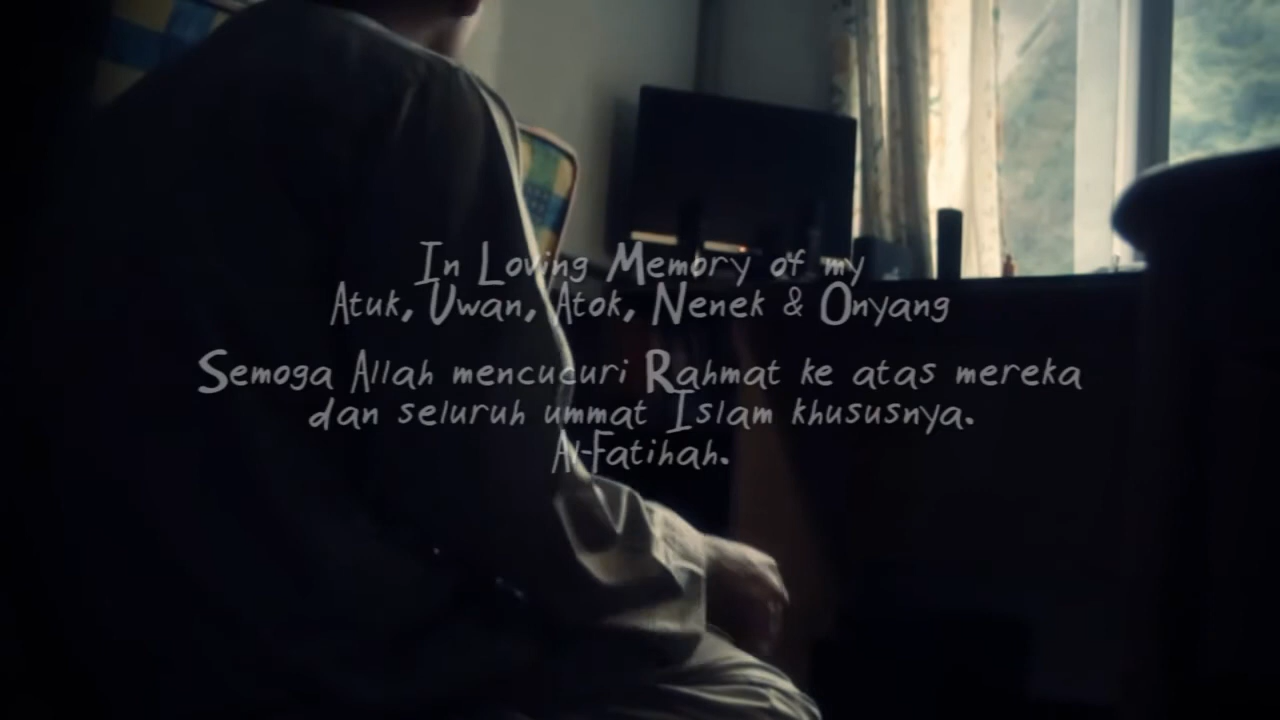 In Loving Memory of my
Atuk, Uwan, Atok, Nenek & Onyang
Semoga Allah mencucuri Rahmat ke atas mereka
dan seluruh ummat Islam khususnya.
Al-Fatihah.